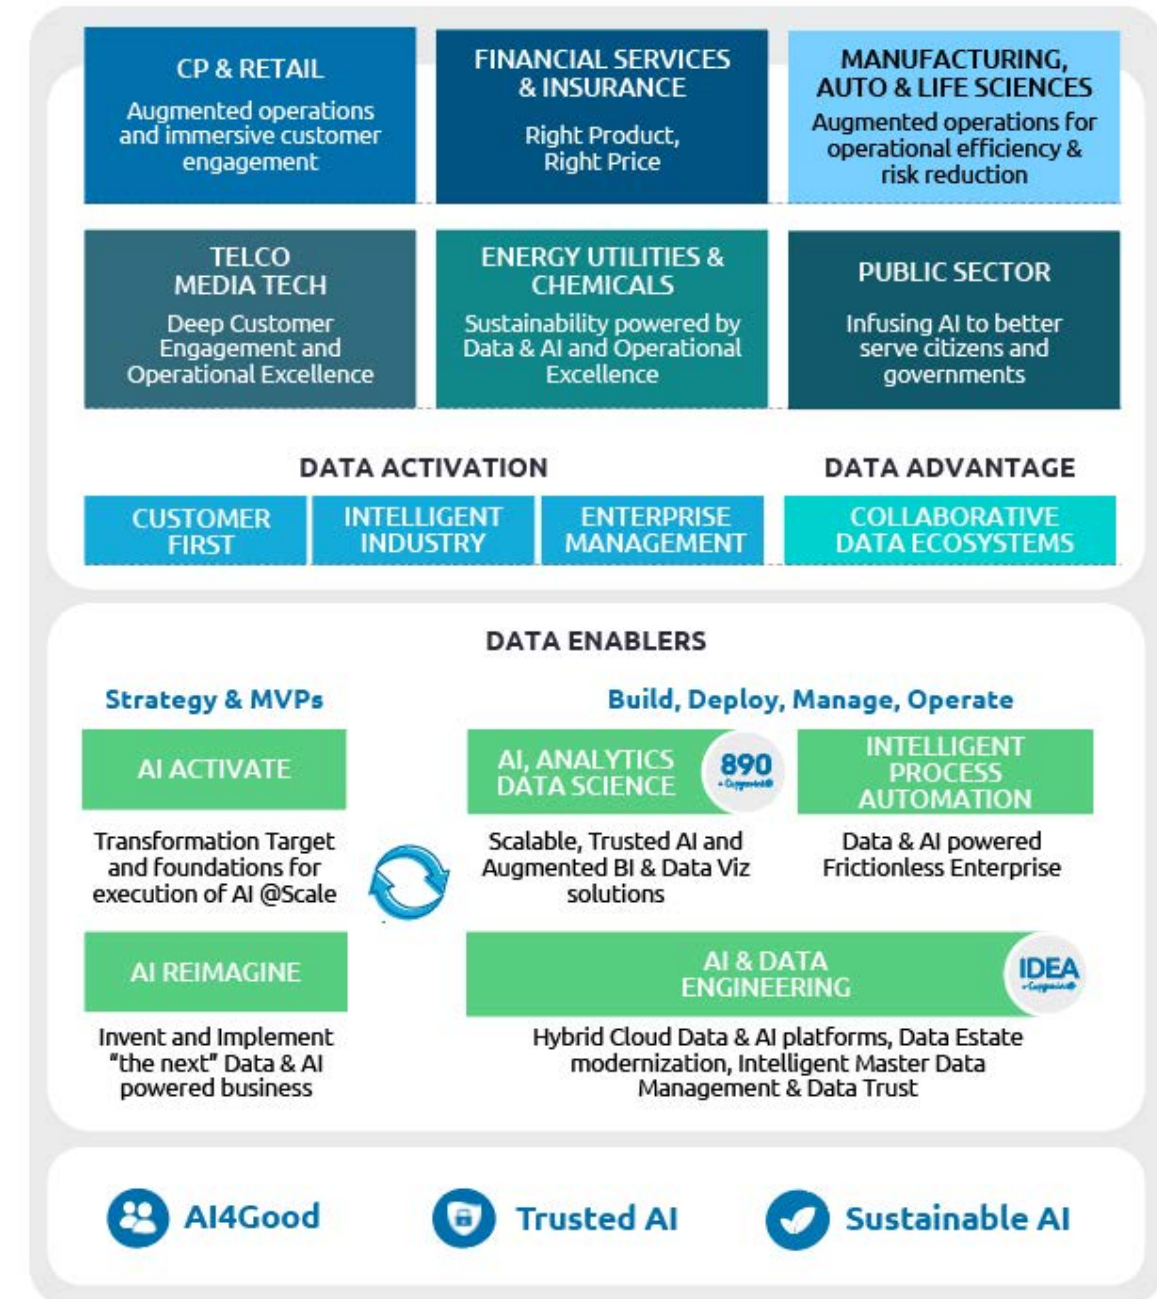 CP & RETAIL
Augmented operations
and immersive customer
engagement
FINANCIAL SERVICES
& INSURANCE
Right Product,
Right Price
MANUFACTURING,
AUTO & LIFE SCIENCES
Augmented operations for
operational efficiency &
risk reduction
TELCO
MEDIA TECH
Deep Customer
Engagement and
Operational Excellence
ENERGY UTILITIES &
CHEMICALS
Sustainability powered by
Data & AI and Operational
Excellence
PUBLIC SECTOR
Infusing AI to better
serve citizens and
governments
DATA ACTIVATION
CUSTOMER
FIRST
INTELLIGENT
INDUSTRY
ENTERPRISE
MANAGEMENT
DATA ADVANTAGE
COLLABORATIVE
DATA ECOSYSTEMS
DATA ENABLERS
Strategy & MVPs
AI ACTIVATE
Transformation Target
and foundations for
execution of AI @Scale
AI REIMAGINE
Invent and Implement
"the next" Data & AI
powered business
Build, Deploy, Manage, Operate
AI, ANALYTICS
DATA SCIENCE
890
Scalable, Trusted AI and
Augmented BI & Data Viz
solutions
INTELLIGENT
PROCESS
AUTOMATION
Data & AI powered
Frictionless Enterprise
AI & DATA
ENGINEERING
IDEA
Hybrid Cloud Data & AI platforms, Data Estate
modernization, Intelligent Master Data
Management & Data Trust
AI4Good
Trusted AI
Sustainable AI